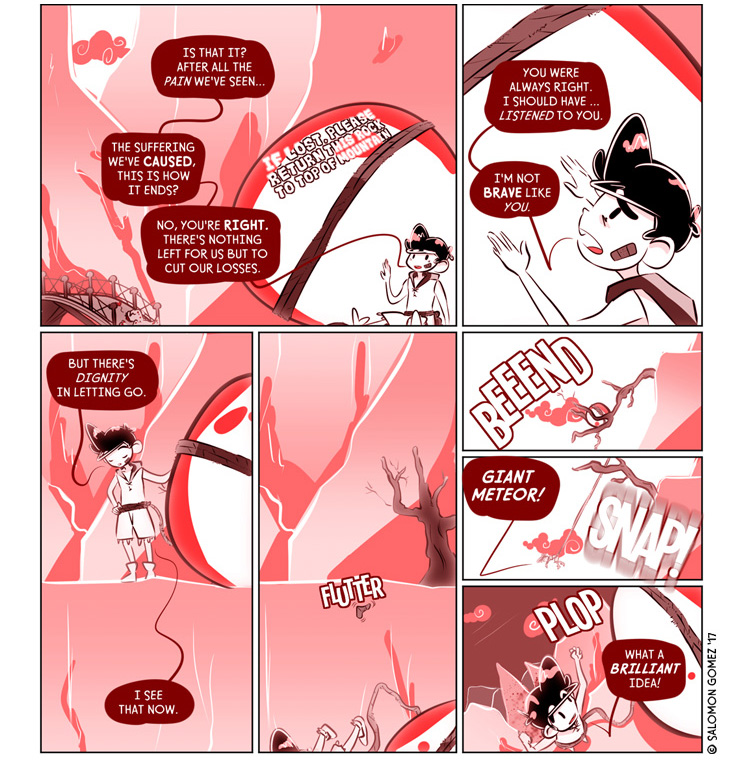 IS THAT IT?
AFTER ALL THE
PAIN WE'VE SEEN...
THE SUFFERING
WE'VE CAUSED,
THIS IS HOW
IT ENDS?
NO, YOU'RE RIGHT.
THERE'S NOTHING
LEFT FOR US BUT TO
CUT OUR LOSSES.
IF LOST, PLEASE
RETURN THIS ROCK
TO TOP OF MOUNTAIN
YOU WERE
ALWAYS RIGHT.
I SHOULD HAVE ...
LISTENED TO YOU.
I'M NOT
BRAVE LIKE
YOU.
BUT THERE'S
DIGNITY
IN LETTING GO.
I SEE
THAT NOW.
FLUTTER
BEEEND
GIANT
METEOR!
SNAP!
PLOP
WHAT A
BRILLIANT
IDEA!
© SALOMON GOMEZ '17